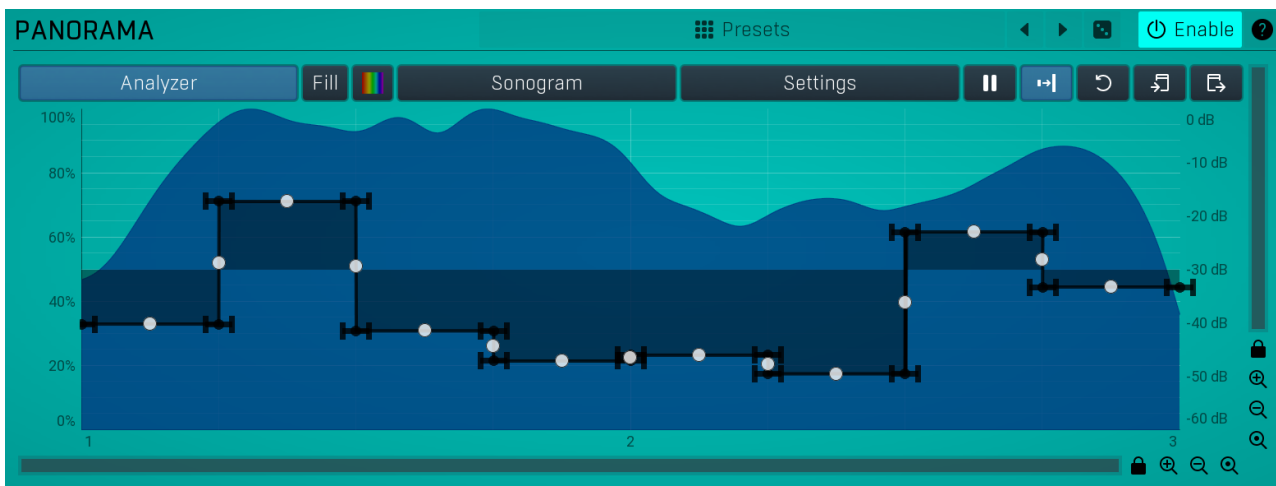 PANORAMA Presets Enable ?
Analyzer Fill Sonogram Settings
100% 0 dB
80% -10 dB
-20 dB
60%
-30 dB
40%
-40 dB
20%
-50 dB
0% -60 dB
1 2 3